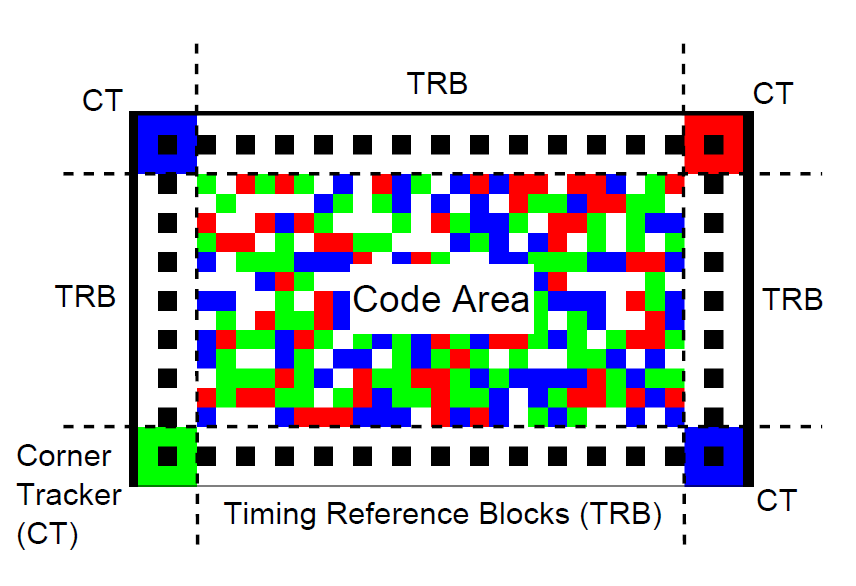 TRB
CT
CT
TRB
Code Area
TRB
Corner
Tracker
(CT)
Timing Reference Blocks (TRB)
CT